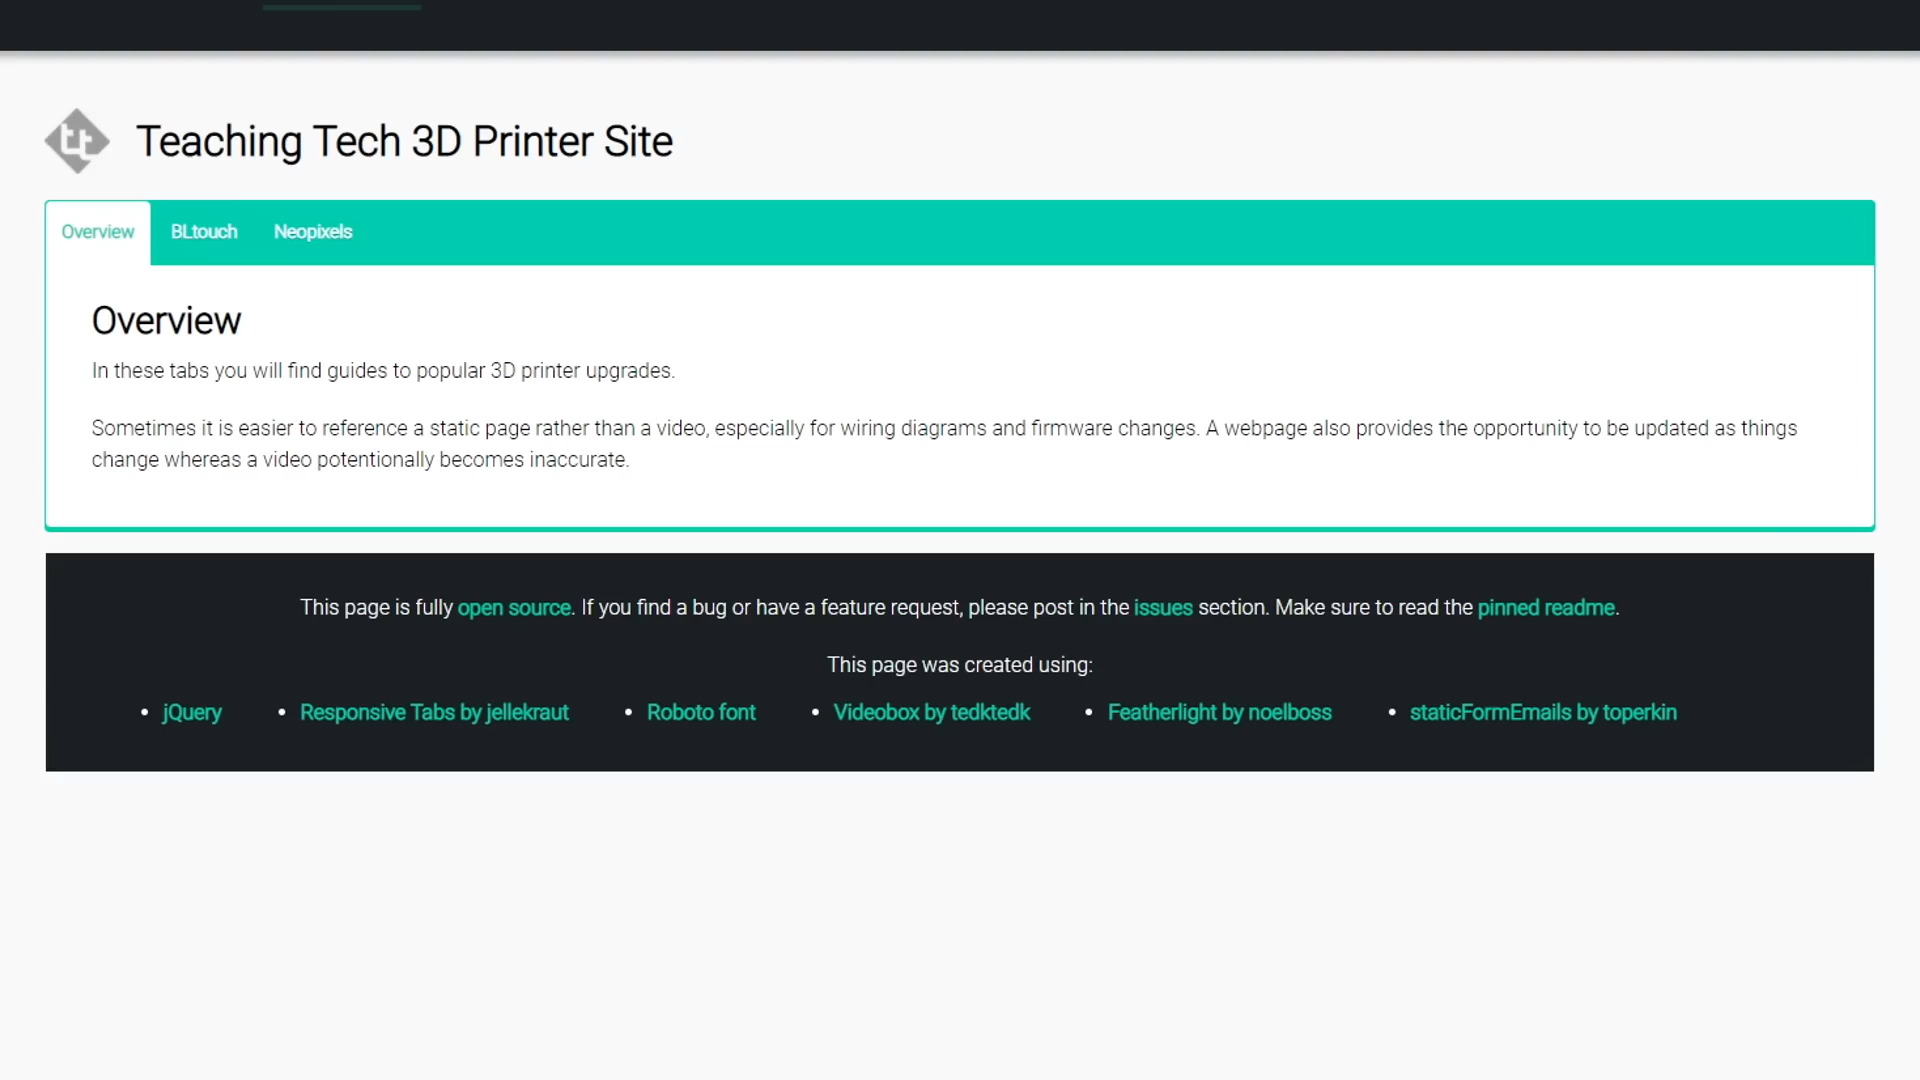 tt
Teaching Tech 3D Printer Site
Overview BLtouch Neopixels
Overview
In these tabs you will find guides to popular 3D printer upgrades.
Sometimes it is easier to reference a static page rather than a video, especially for wiring diagrams and firmware changes. A webpage also provides the opportunity to be updated as things
change whereas a video potentionally becomes inaccurate.
This page is fully open source. If you find a bug or have a feature request, please post in the issues section. Make sure to read the pinned readme.
This page was created using:
• jQuery • Responsive Tabs by jellekraut • Roboto font • Videobox by tedktedk • Featherlight by noelboss • staticFormEmails by toperkin